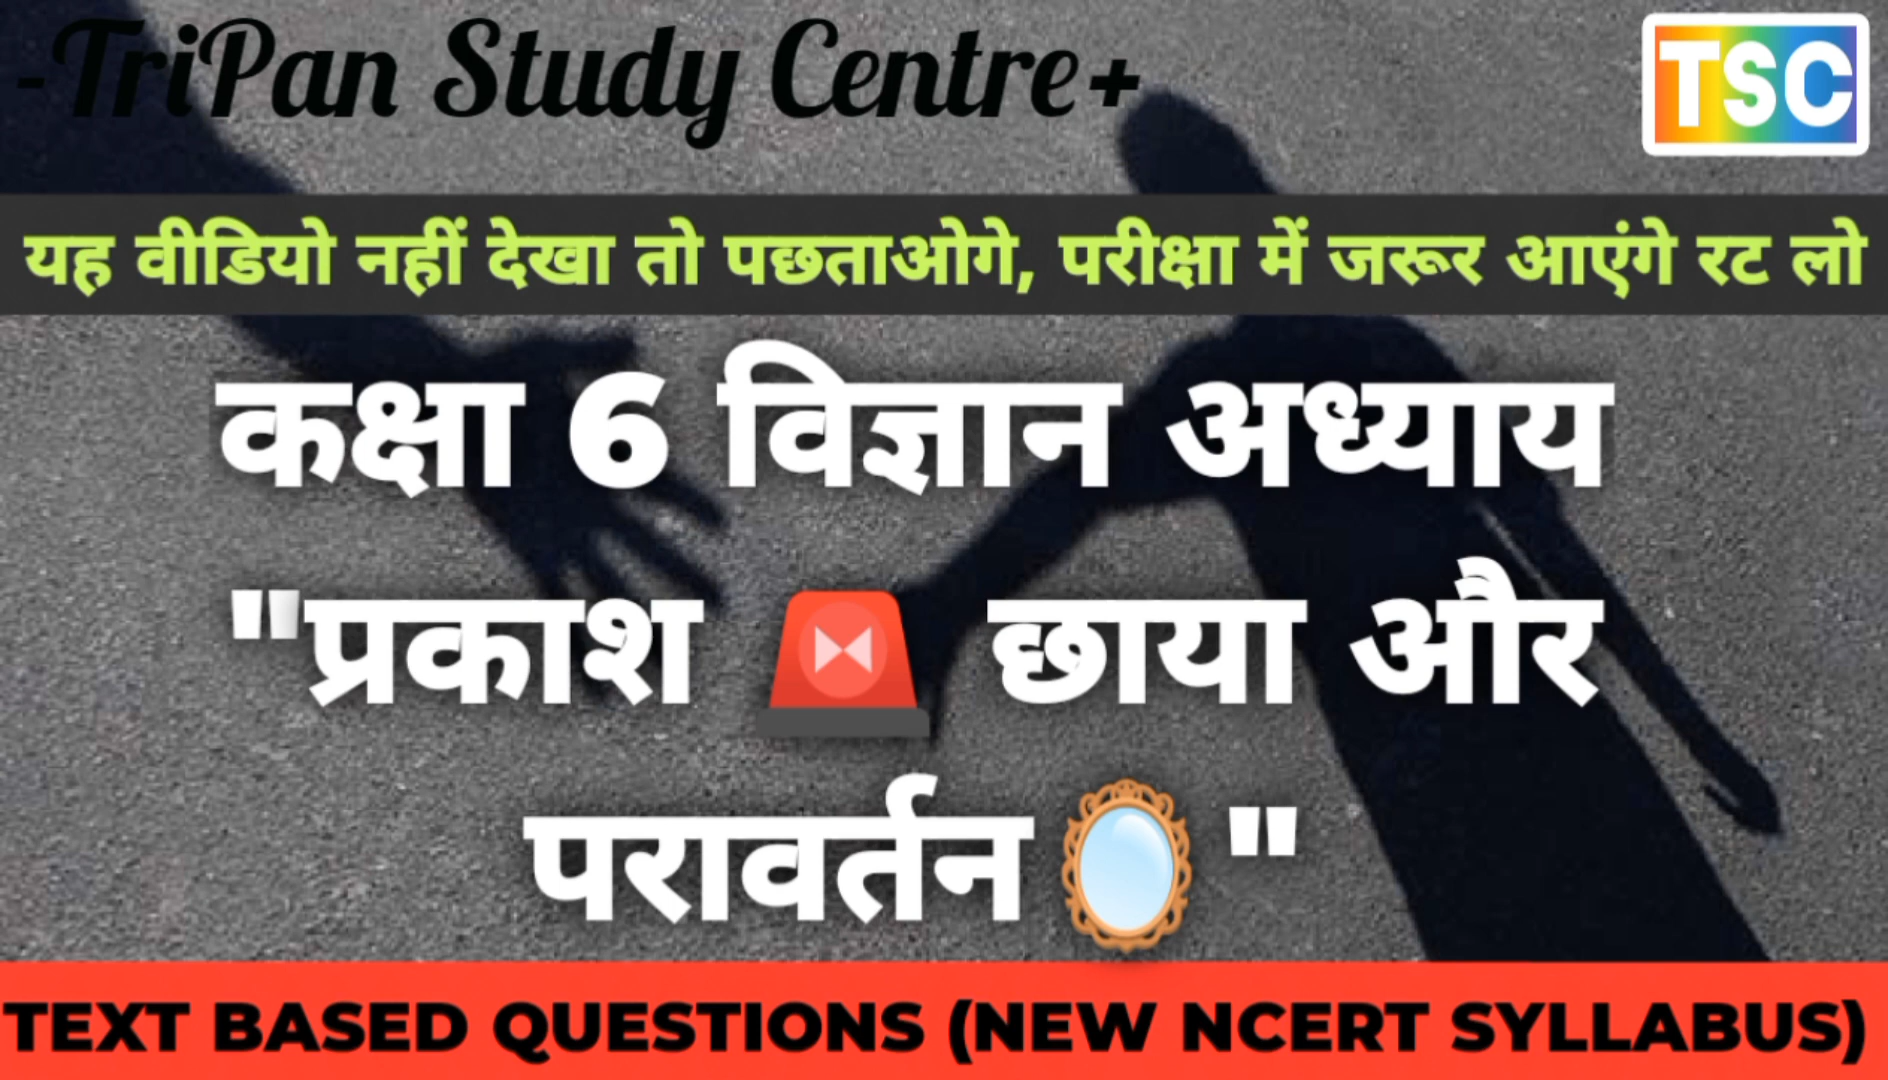 -TriPan Study Centre+
TSC
यह वीडियो नहीं देखा तो पछताओगे, परीक्षा में जरूर आएंगे रट लो
कक्षा 6 विज्ञान अध्याय
"प्रकाश 🚨 छाया और
परावर्तन🪞"
TEXT BASED QUESTIONS (NEW NCERT SYLLABUS)